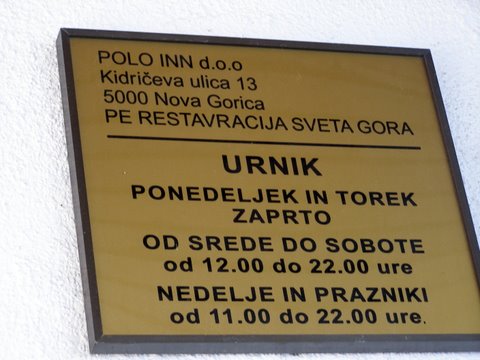 POLO INN d.o.o
Kidričeva ulica 13
5000 Nova Gorica
PE RESTAVRACIJA SVETA GORA
URNIK
PONEDELJEK IN TOREK
ZAPRTO
OD SREDE DO SOBOTE
od 12.00 do 22.00 ure
NEDELJE IN PRAZNIKI
od 11.00 do 22.00 ure.